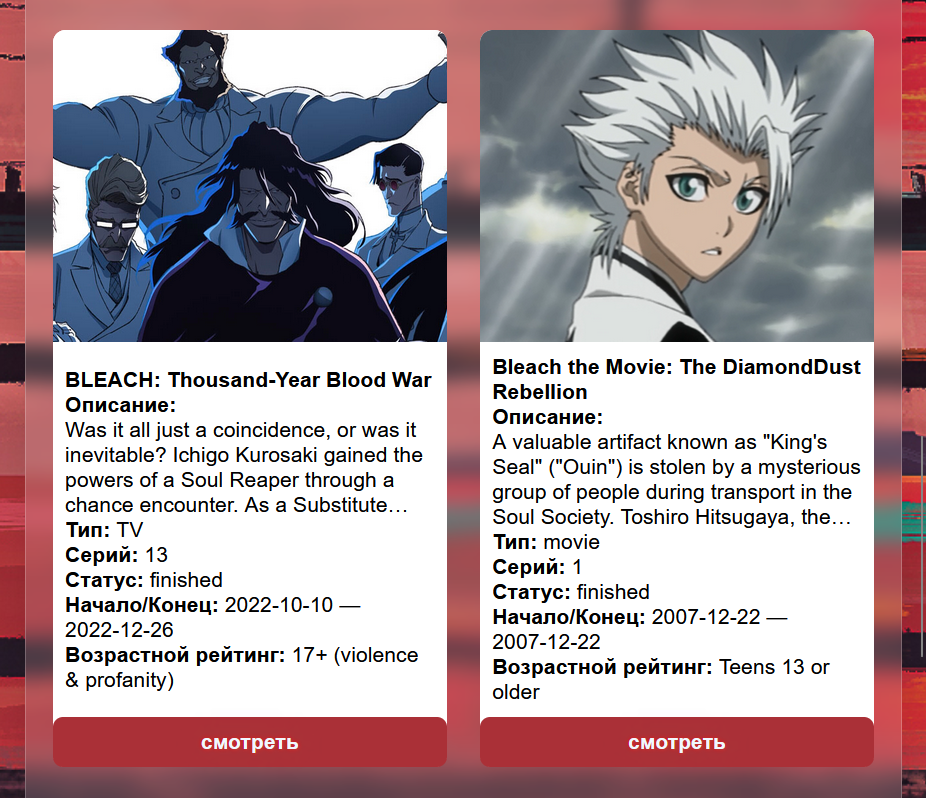 BLEACH: Thousand-Year Blood War
Описание:
Was it all just a coincidence, or was it
inevitable? Ichigo Kurosaki gained the
powers of a Soul Reaper through a
chance encounter. As a Substitute…
Тип: TV
Серий: 13
Статус: finished
Начало/Конец: 2022-10-10 —
2022-12-26
Возрастной рейтинг: 17+ (violence
& profanity)
смотреть
Bleach the Movie: The DiamondDust
Rebellion
Описание:
A valuable artifact known as "King's
Seal" ("Ouin") is stolen by a mysterious
group of people during transport in the
Soul Society. Toshiro Hitsugaya, the…
Тип: movie
Серий: 1
Статус: finished
Начало/Конец: 2007-12-22 —
2007-12-22
Возрастной рейтинг: Teens 13 or
older
смотреть